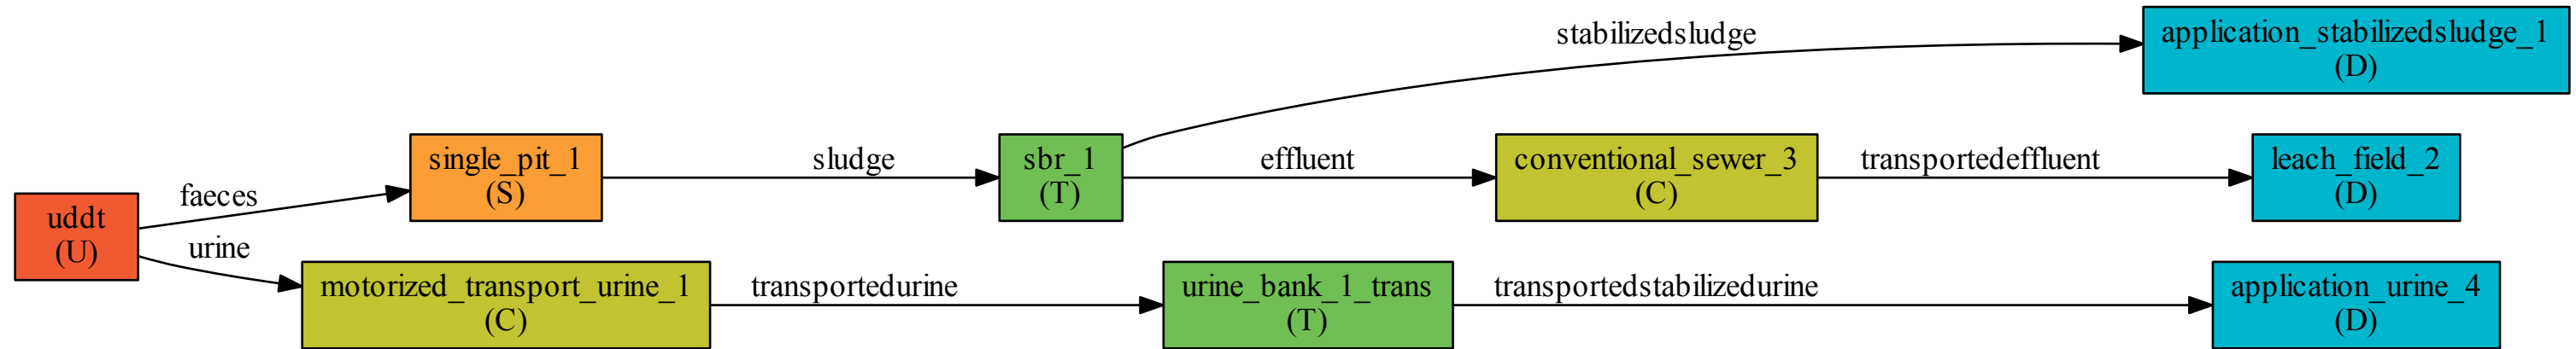 uddt
(U)
faeces
urine
single_pit_1
(S)
motorized_transport_urine_1
(C)
sludge
transportedurine
sbr_1
(T)
urine_bank_1_trans
(T)
stabilizedsludge
effluent
transportedstabilizedurine
conventional_sewer_3
(C)
transportedeffluent
application_stabilizedsludge_1
(D)
leach_field_2
(D)
application_urine_4
(D)